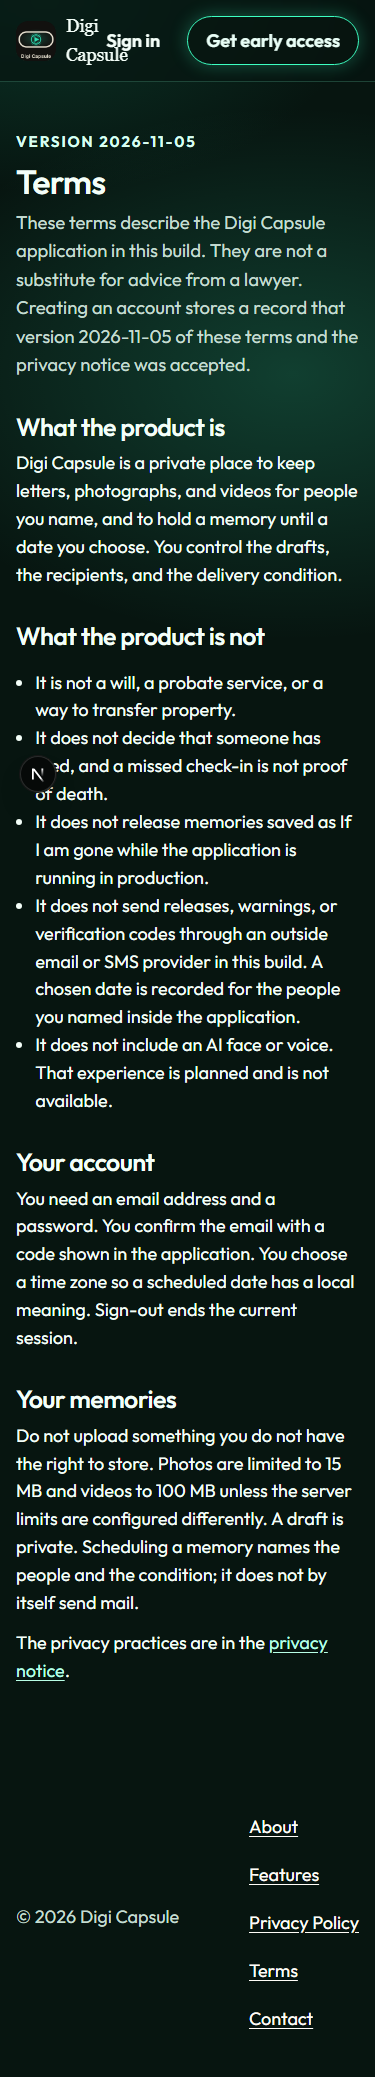 Digi Capsule
Digi
Capsule
Sign in
Get early access
VERSION 2026-11-05
Terms
These terms describe the Digi Capsule
application in this build. They are not a
substitute for advice from a lawyer.
Creating an account stores a record that
version 2026-11-05 of these terms and the
privacy notice was accepted.
What the product is
Digi Capsule is a private place to keep
letters, photographs, and videos for people
you name, and to hold a memory until a
date you choose. You control the drafts,
the recipients, and the delivery condition.
What the product is not
It is not a will, a probate service, or a
way to transfer property.
It does not decide that someone has
N
, and a missed check-in is not proof
of death.
It does not release memories saved as If
I am gone while the application is
running in production.
It does not send releases, warnings, or
verification codes through an outside
email or SMS provider in this build. A
chosen date is recorded for the people
you named inside the application.
It does not include an AI face or voice.
That experience is planned and is not
available.
Your account
You need an email address and a
password. You confirm the email with a
code shown in the application. You choose
a time zone so a scheduled date has a local
meaning. Sign-out ends the current
session.
Your memories
Do not upload something you do not have
the right to store. Photos are limited to 15
MB and videos to 100 MB unless the server
limits are configured differently. A draft is
private. Scheduling a memory names the
people and the condition; it does not by
itself send mail.
The privacy practices are in the privacy
notice.
About
Features
© 2026 Digi Capsule
Privacy Policy
Terms
Contact